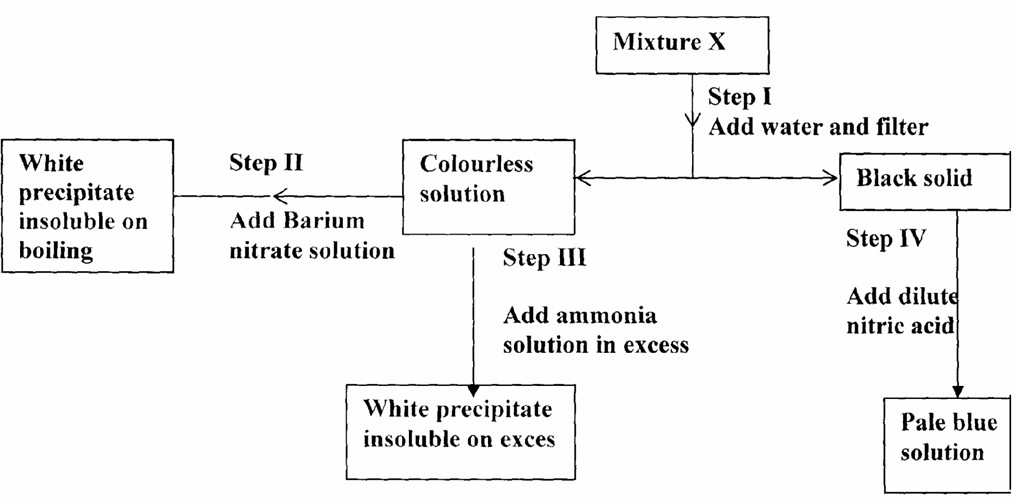 Mixture X
Step I
Add water and filter
White
precipitate
insoluble on
boiling
Step II
Add Barium
nitrate solution
Colourless
solution
Black solid
Step III
Add ammonia
solution in excess
Step IV
Add dilute
nitric acid
White precipitate
insoluble on exces
Pale blue
solution